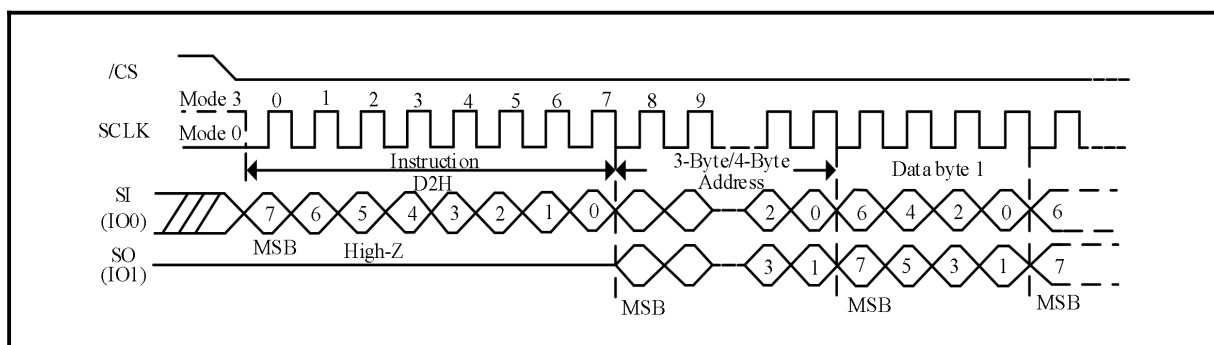 /CS
Mode 3 0 1 2 3 4 5 6 7 8 9
SCLK Mode 0
Instruction
D2H
3-Byte/4-Byte
Address
Data byte 1
SI
(IO0)
7 6 5 4 3 2 1 0 2 0 6 4 2 0 6
MSB
High-Z
SO
(IO1)
3 1 7 5 3 1 7
MSB MSB MSB